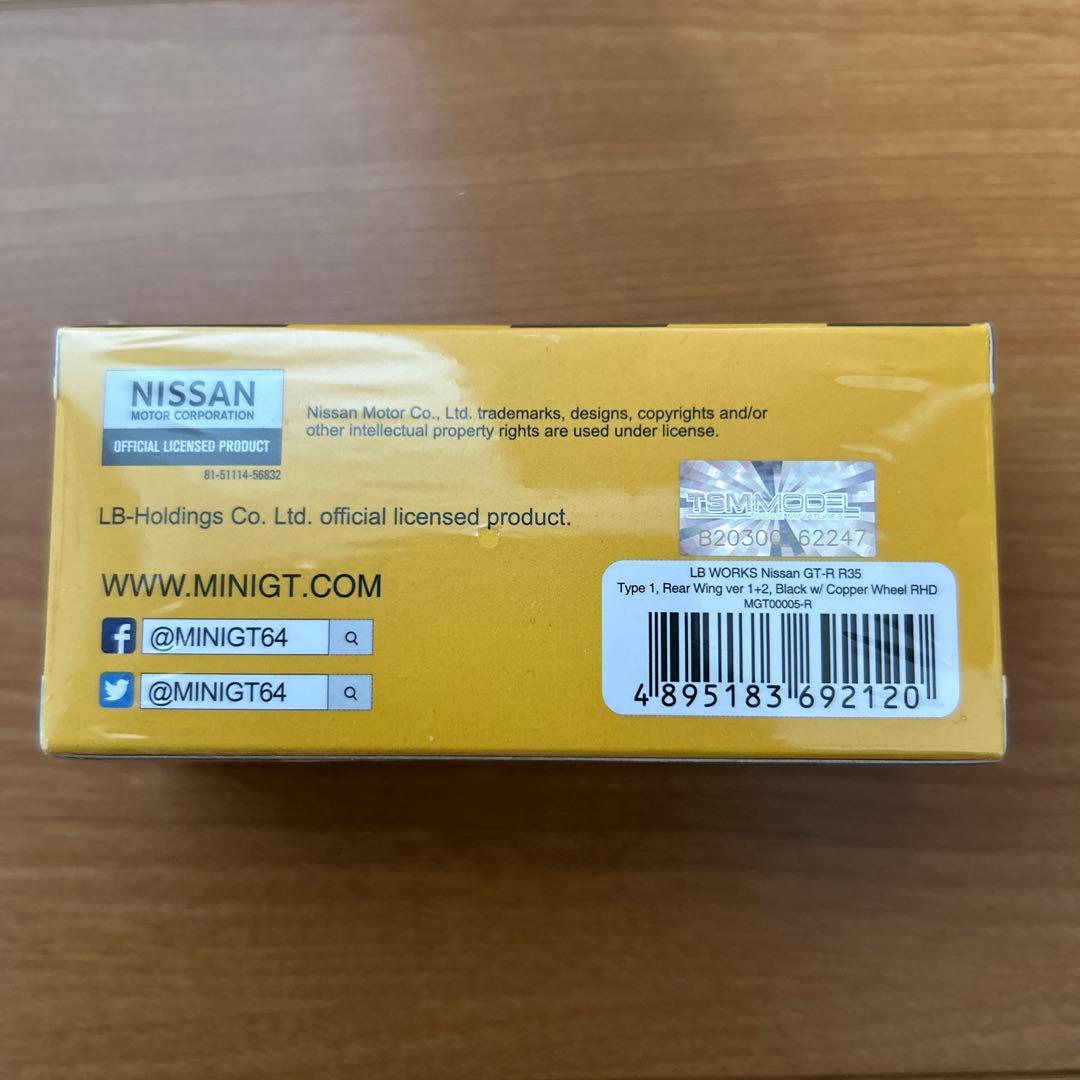 NISSAN
MOTOR CORPORATION
OFFICIAL LICENSED PRODUCT
81-51114-56832
Nissan Motor Co., Ltd. trademarks, designs, copyrights and/or
other intellectual property rights are used under license.
LB-Holdings Co. Ltd. official licensed product.
TSM MODEL
WWW.MINIGT.COM
@MINIGT64
@MINIGT64
LB WORKS Nissan GT-R R35
Type 1, Rear Wing ver 1+2, Black w/ Copper Wheel RHD
MGT00005-R
4 895183 692120